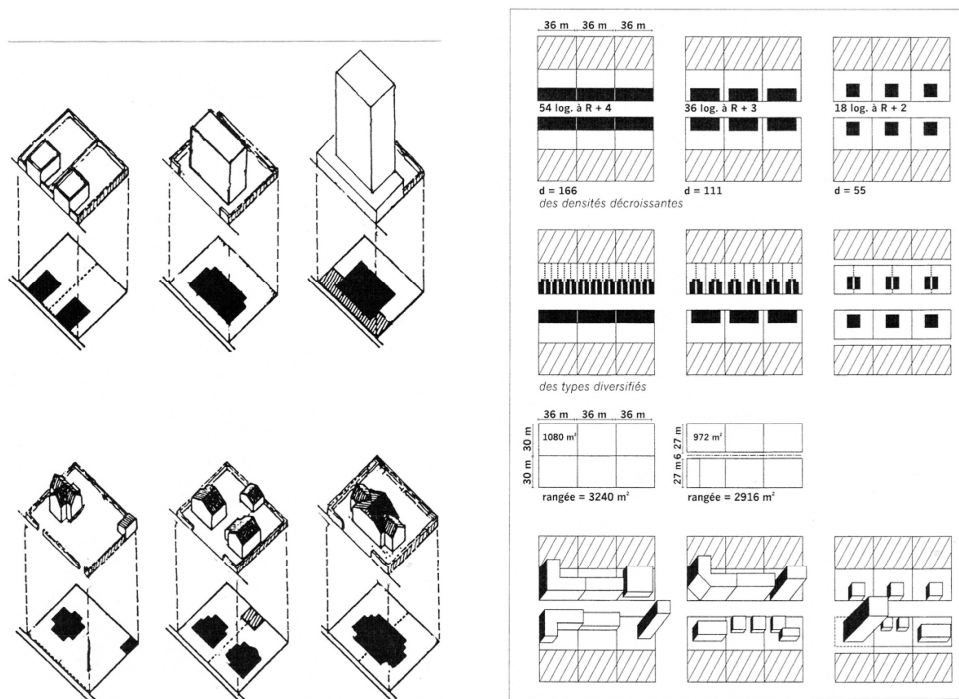 36 m 36 m 36 m
54 log. à R + 4
36 log. à R + 3
18 log. à R + 2
d = 166
d = 111
d = 55
des densités décroissantes
des types diversifiés
36 m 36 m 36 m
30 m
30 m
1080 m²
27 m
6
27 m
972 m²
rangée = 3240 m²
rangée = 2916 m²